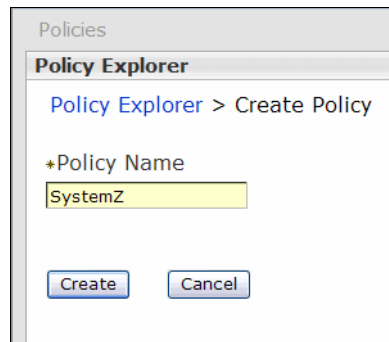 Policies
Policy Explorer
Policy Explorer > Create Policy
*Policy Name
SystemZ
Create Cancel